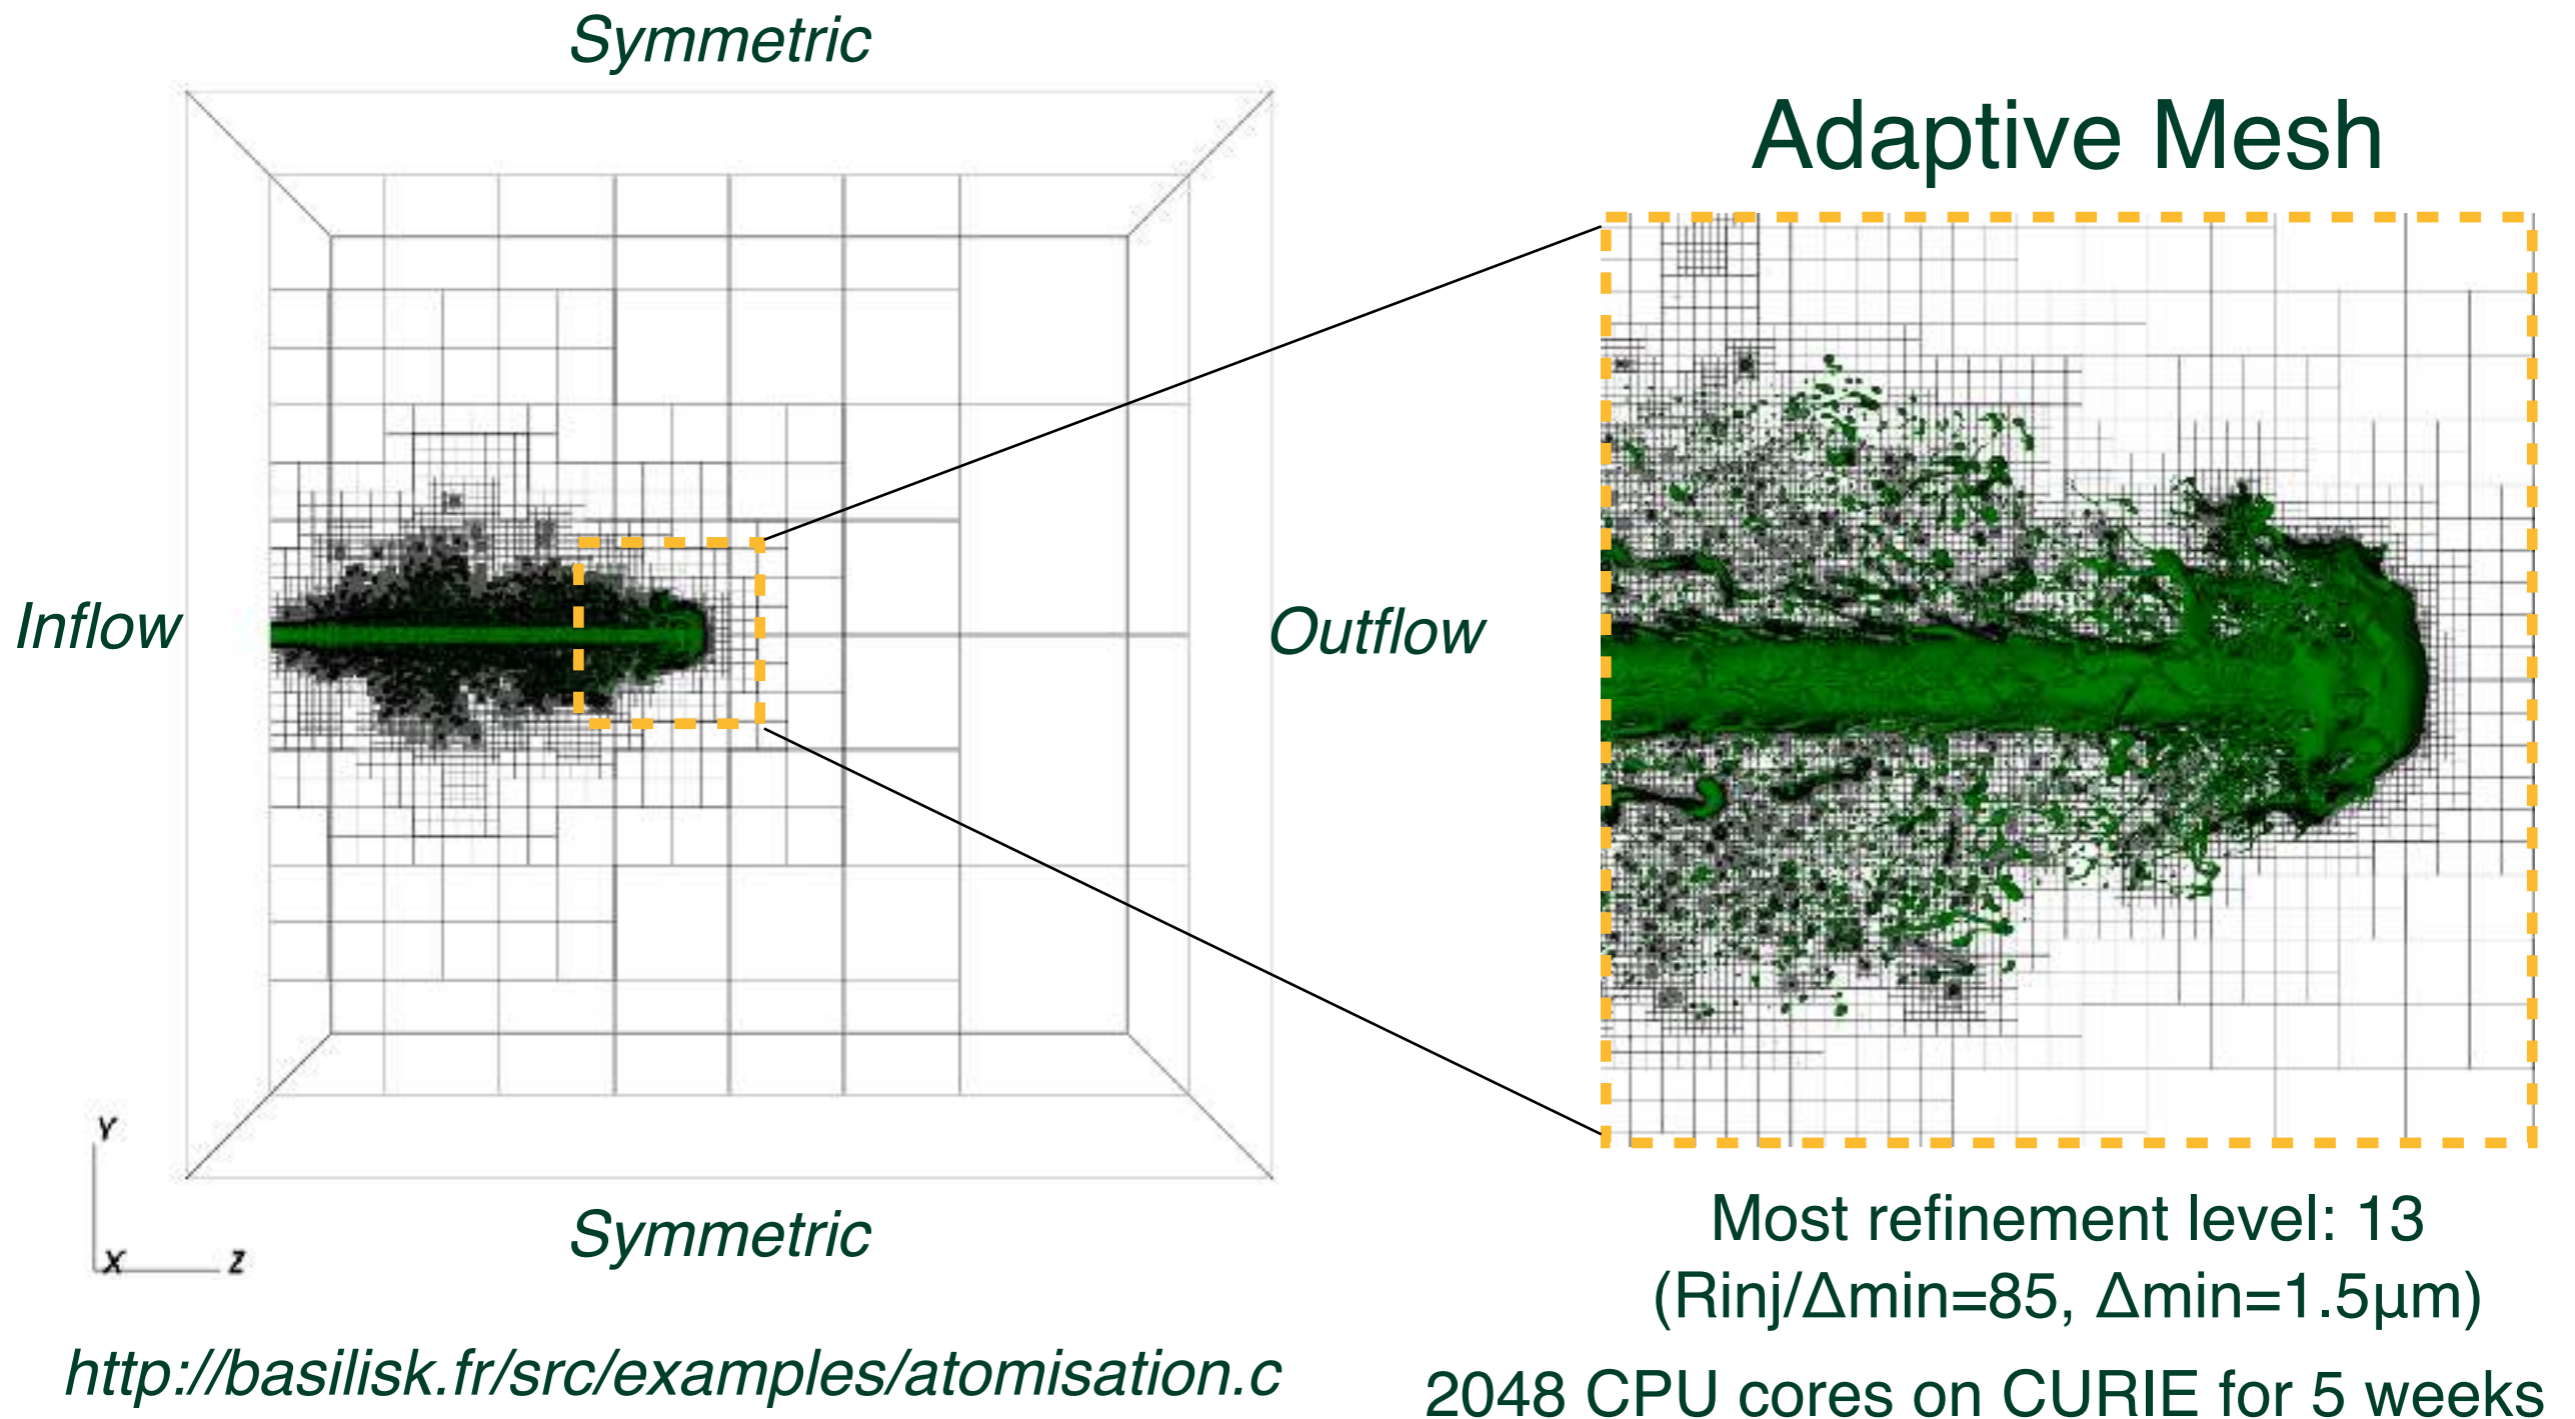 Symmetric
Adaptive Mesh
Inflow
Outflow
Y
X
Z
Symmetric
Most refinement level: 13
(Rinj/Δmin=85, Δmin=1.5μm)
http://basilisk.fr/src/examples/atomisation.c
2048 CPU cores on CURIE for 5 weeks